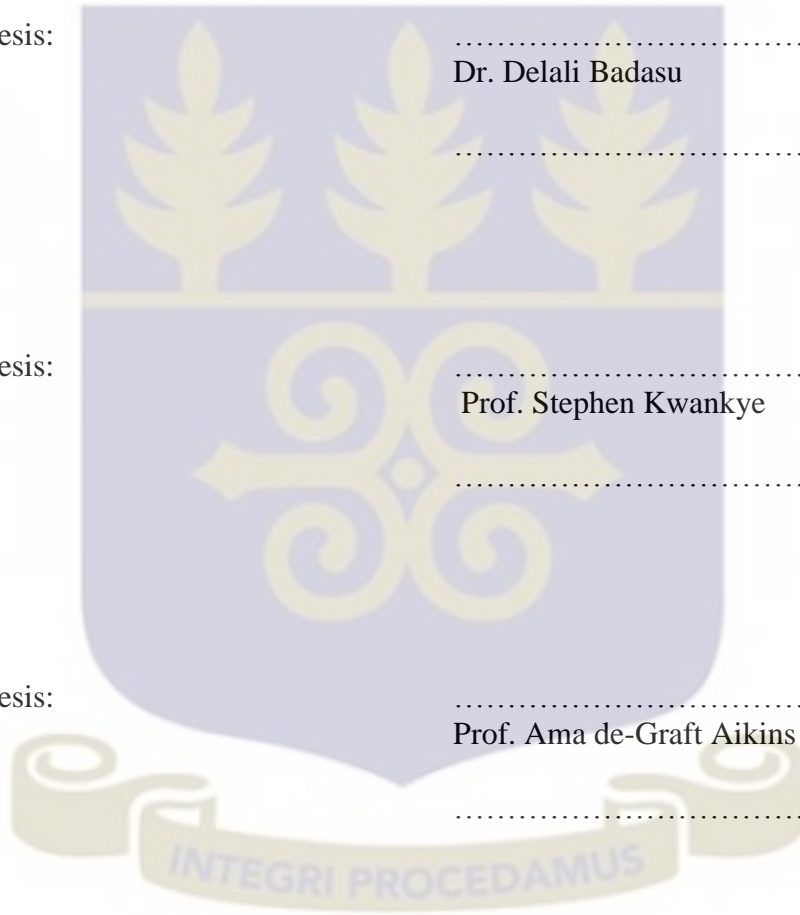 esis: ..............................
Dr. Delali Badasu
..............................
esis: ..............................
Prof. Stephen Kwankye
..............................
esis: ..............................
Prof. Ama de-Graft Aikins
..............................
INTEGRI PROCEDAMUS